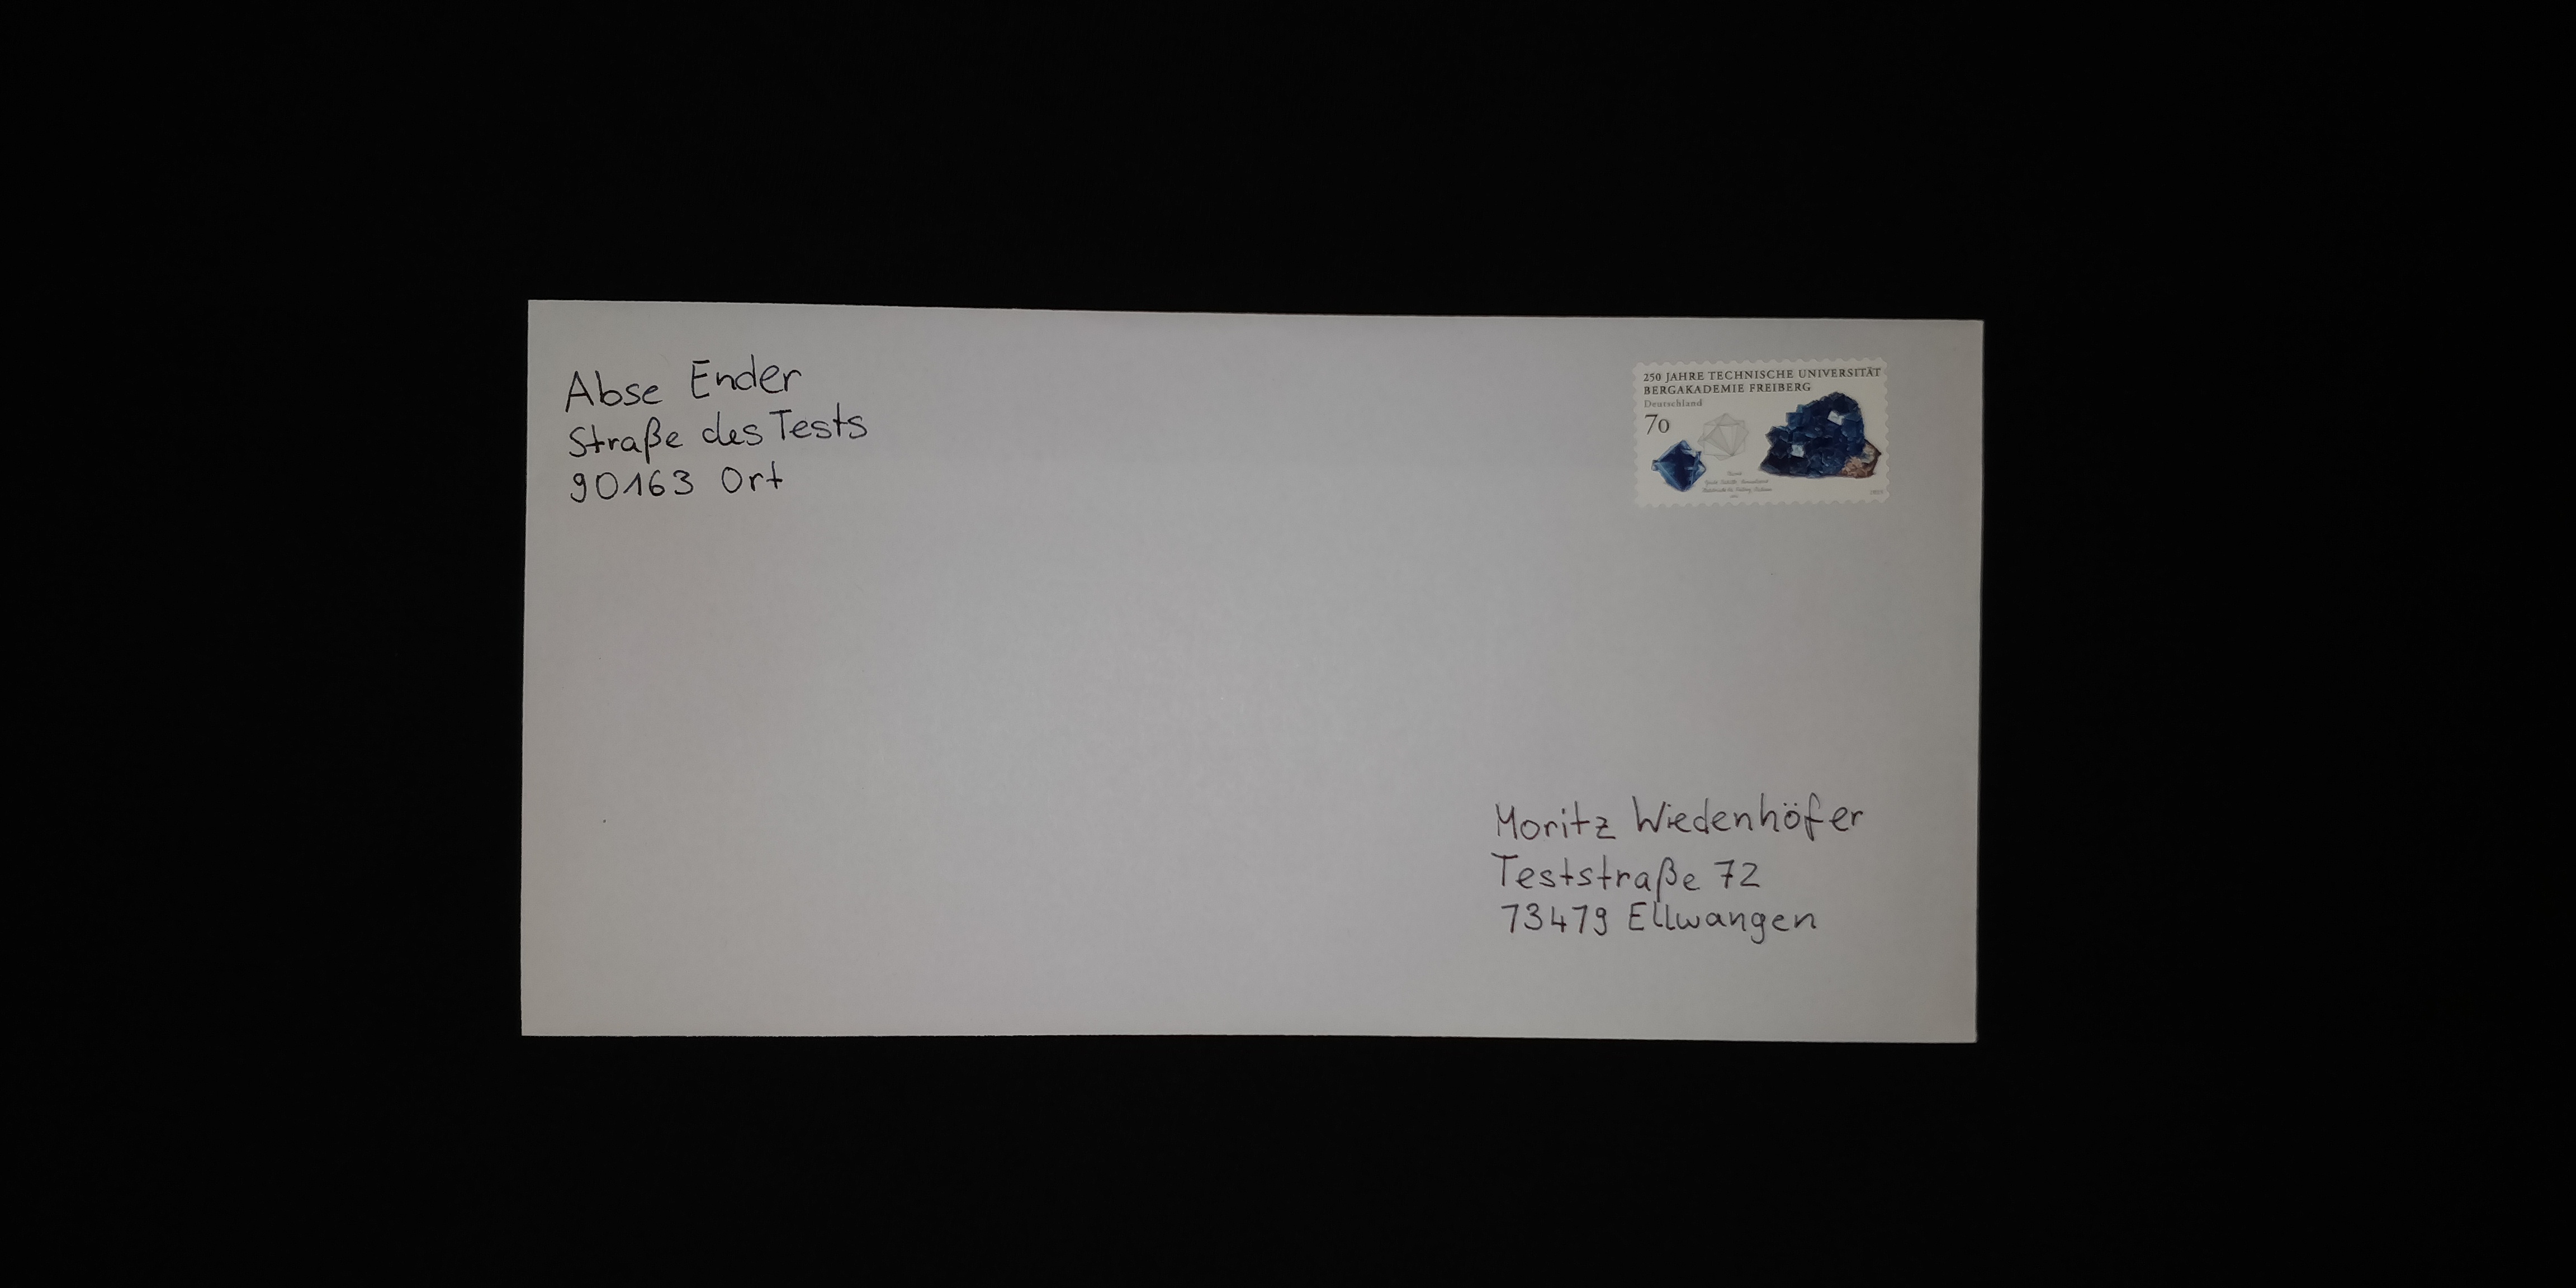 Abse Ender
Straße des Tests
90163 Ort
250 JAHRE TECHNISCHE UNIVERSITÄT
BERGAKADEMIE FREIBERG
Deutschland
70
Moritz Wiedenhöfer
Teststraße 72
73479 Ellwangen